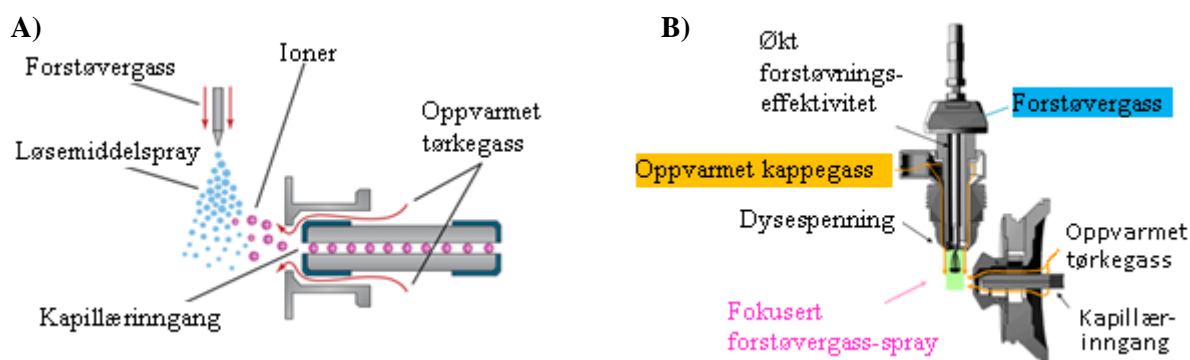 A)
Forstøvergass
Ioner
Oppvarmet
tørkegass
Løsemiddelspray
Kapillærinngang
B)
Økt
forstøvnings-
effektivitet
Forstøvergass
Oppvarmet kappegass
Dysespenning
Oppvarmet
tørkegass
Fokusert
forstøvergass-spray
Kapillær-
inngang